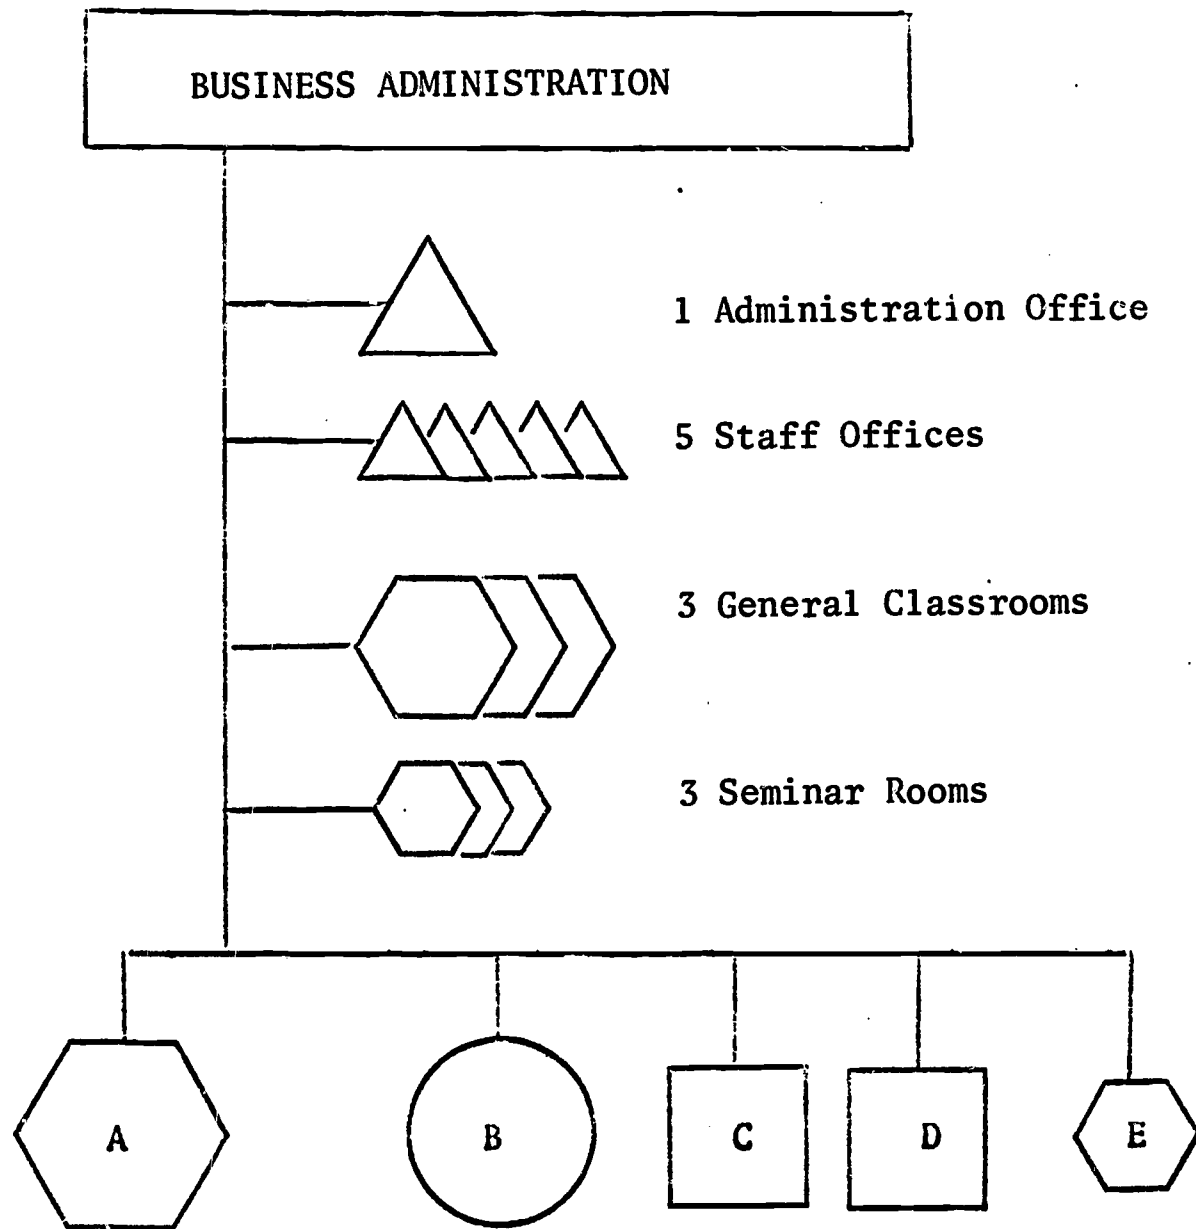 BUSINESS ADMINISTRATION
1 Administration Office
5 Staff Offices
3 General Classrooms
3 Seminar Rooms
A B C D E